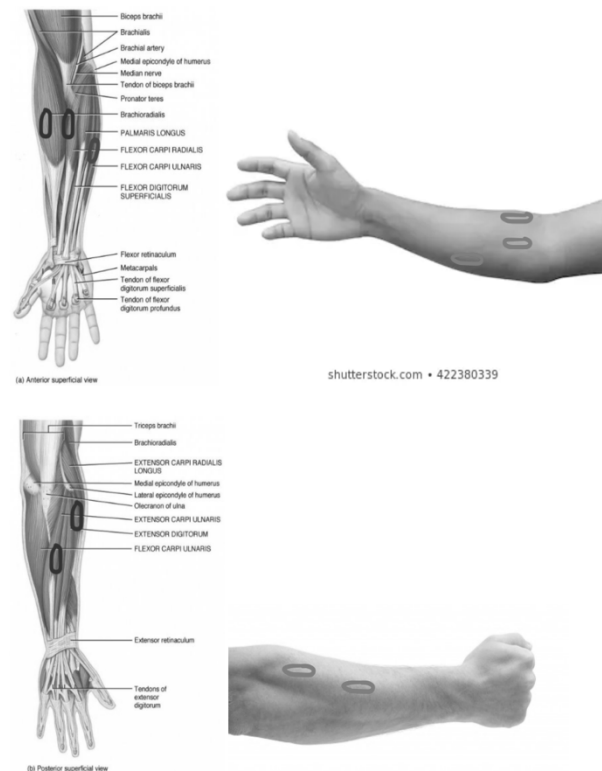 Biceps brachii
Brachialis
Brachial artery
Medial epicondyle of humerus
Median nerve
Tendon of biceps brachii
Pronator teres
Brachioradialis
PALMARIS LONGUS
FLEXOR CARPI RADIALIS
FLEXOR CARPI ULNARIS
FLEXOR DIGITORUM
SUPERFICIALIS
Flexor retinaculum
Metacarpals
Tendon of flexor
digitorum superficialis
Tendon of flexor
digitorum profundus
(a) Anterior superficial view
shutterstock.com • 422380339
Triceps brachii
Brachioradialis
EXTENSOR CARPI RADIALIS
LONGUS
Medial epicondyle of humerus
Lateral epicondyle of humerus
Olecranon of ulna
EXTENSOR CARPI ULNARIS
EXTENSOR DIGITORUM
FLEXOR CARPI ULNARIS
Extensor retinaculum
Tendons of
extensor
digitorum
(b) Posterior superficial view